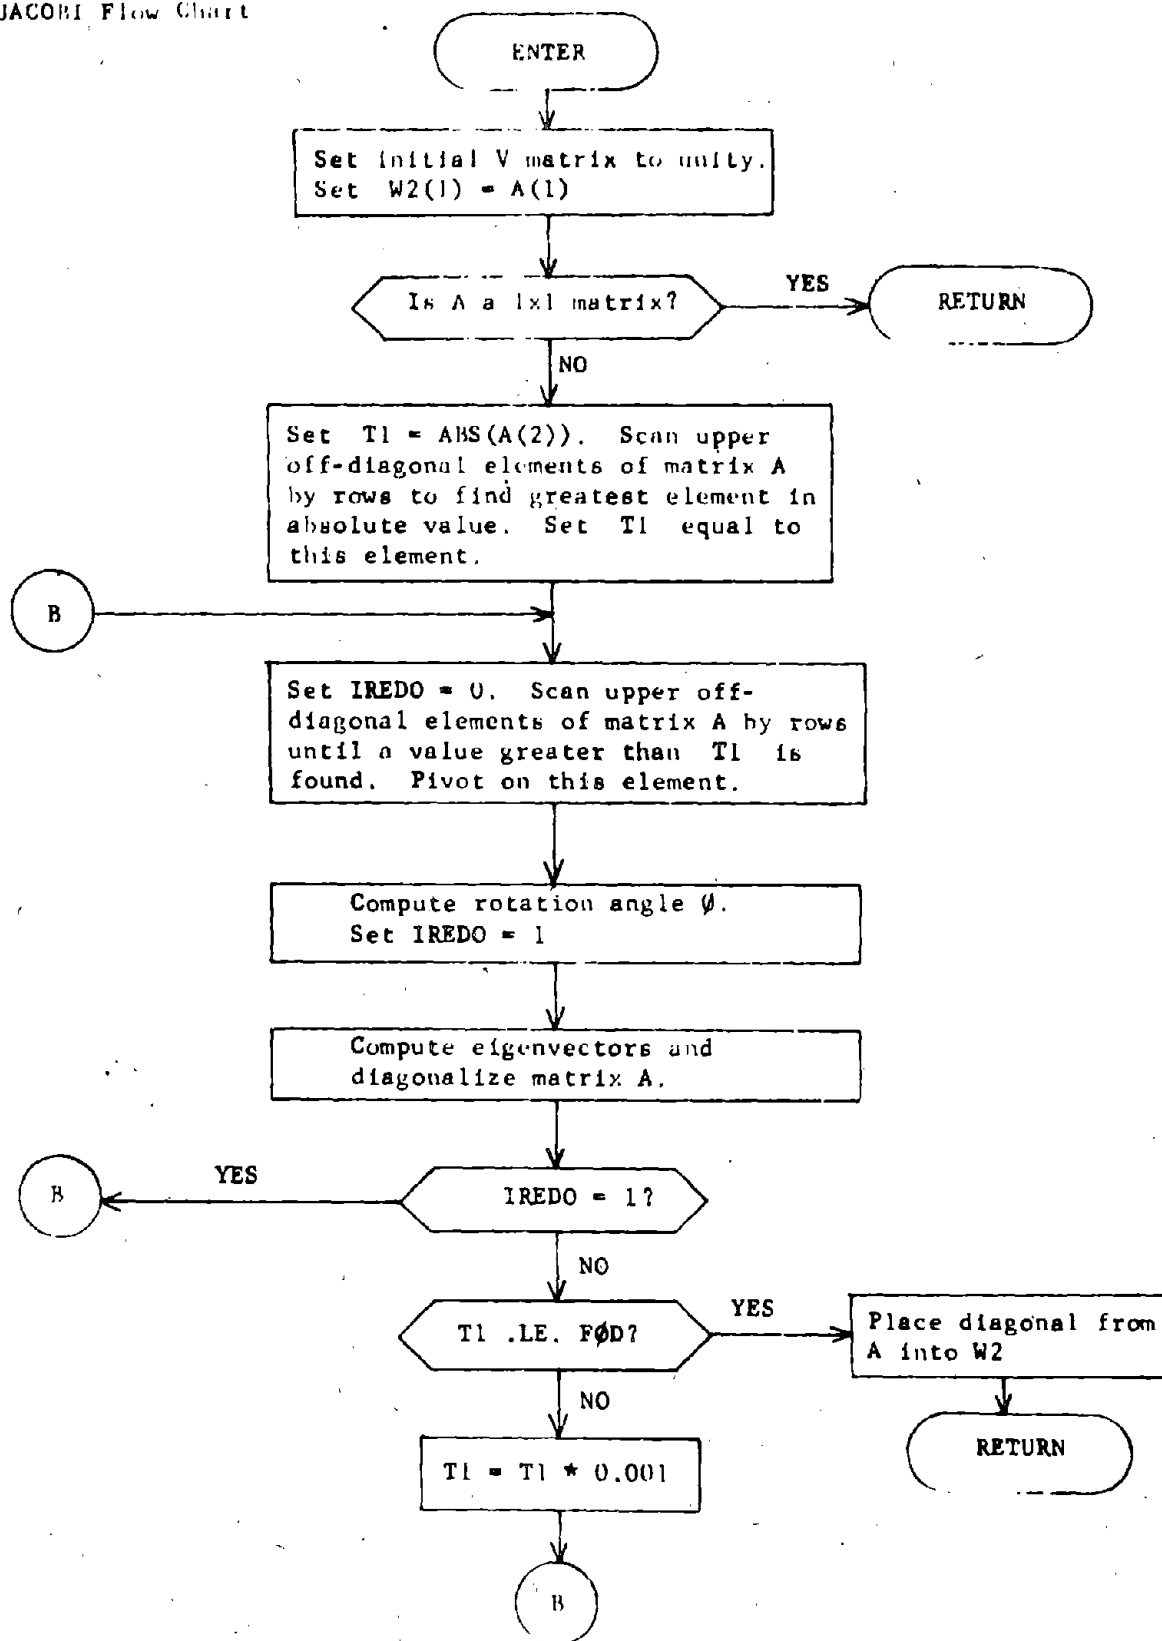 JACOBI Flow Chart
ENTER
Set initial V matrix to unity.
Set W2(1) = A(1)
Is A a 1x1 matrix?
YES
RETURN
NO
Set T1 = ABS(A(2)). Scan upper
off-diagonal elements of matrix A
by rows to find greatest element in
absolute value. Set T1 equal to
this element.
B
Set IREDO = 0. Scan upper off-
diagonal elements of matrix A by rows
until a value greater than T1 is
found. Pivot on this element.
Compute rotation angle Ø.
Set IREDO = 1
Compute eigenvectors and
diagonalize matrix A.
B
YES
IREDO = 1?
NO
T1 .LE. FØD?
YES
Place diagonal from
A into W2
NO
RETURN
T1 = T1 * 0.001
B